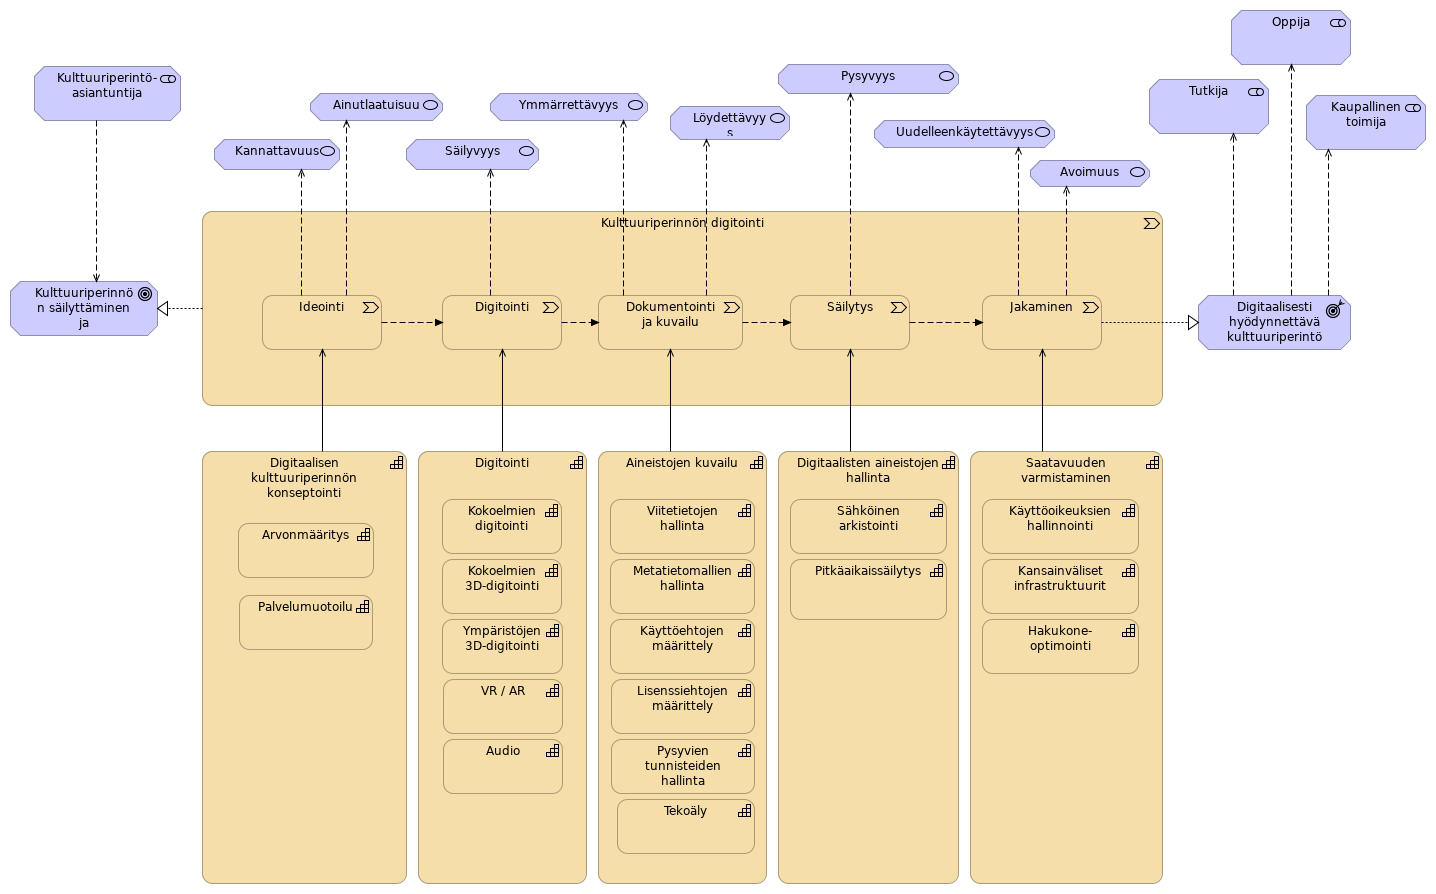 Oppija
Kulttuuriperintö-
asiantuntija
Pysyvyys
Tutkija
Ainutlaatuisuu
Ymmärrettävyys
Kaupallinen
toimija
Löydettävyy
s
Uudelleenkäytettävyys
Kannattavuus
Säilyvyys
Avoimuus
Kulttuuriperinnön digitointi
Kulttuuriperinnö
n säilyttäminen
ja
Ideointi
Digitointi
Dokumentointi
ja kuvailu
Säilytys
Jakaminen
Digitaalisesti
hyödynnettävä
kulttuuriperintö
Digitaalisen
kulttuuriperinnön
konseptointi
Arvonmääritys
Palvelumuotoilu
Digitointi
Kokoelmien
digitointi
Kokoelmien
3D-digitointi
Ympäristöjen
3D-digitointi
VR / AR
Audio
Aineistojen kuvailu
Viitetietojen
hallinta
Metatietomallien
hallinta
Käyttöehtojen
määrittely
Lisenssiehtojen
määrittely
Pysyvien
tunnisteiden
hallinta
Tekoäly
Digitaalisten aineistojen
hallinta
Sähköinen
arkistointi
Pitkäaikaissäilytys
Saatavuuden
varmistaminen
Käyttöoikeuksien
hallinnointi
Kansainväliset
infrastruktuurit
Hakukone-
optimointi